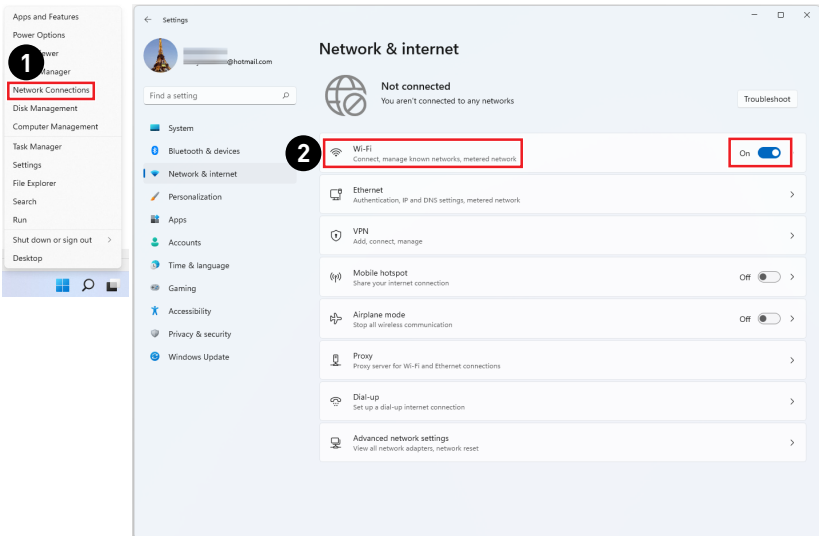 Apps and Features
Power Options
ewer
1
Manager
Network Connections
Disk Management
Computer Management
Task Manager
Settings
File Explorer
Search
Run
Shut down or sign out
Desktop
Settings
@hotmail.com
Find a setting
System
Bluetooth & devices
Network & internet
Personalization
Apps
Accounts
Time & language
Gaming
Accessibility
Privacy & security
Windows Update
Network & internet
Not connected
You aren't connected to any networks
Troubleshoot
2
Wi-Fi
Connect, manage known networks, metered network
On
Ethernet
Authentication, IP and DNS settings, metered network
VPN
Add, connect, manage
Mobile hotspot
Share your internet connection
Off
Airplane mode
Stop all wireless communication
Off
Proxy
Proxy server for Wi-Fi and Ethernet connections
Dial-up
Set up a dial-up internet connection
Advanced network settings
View all network adapters, network reset